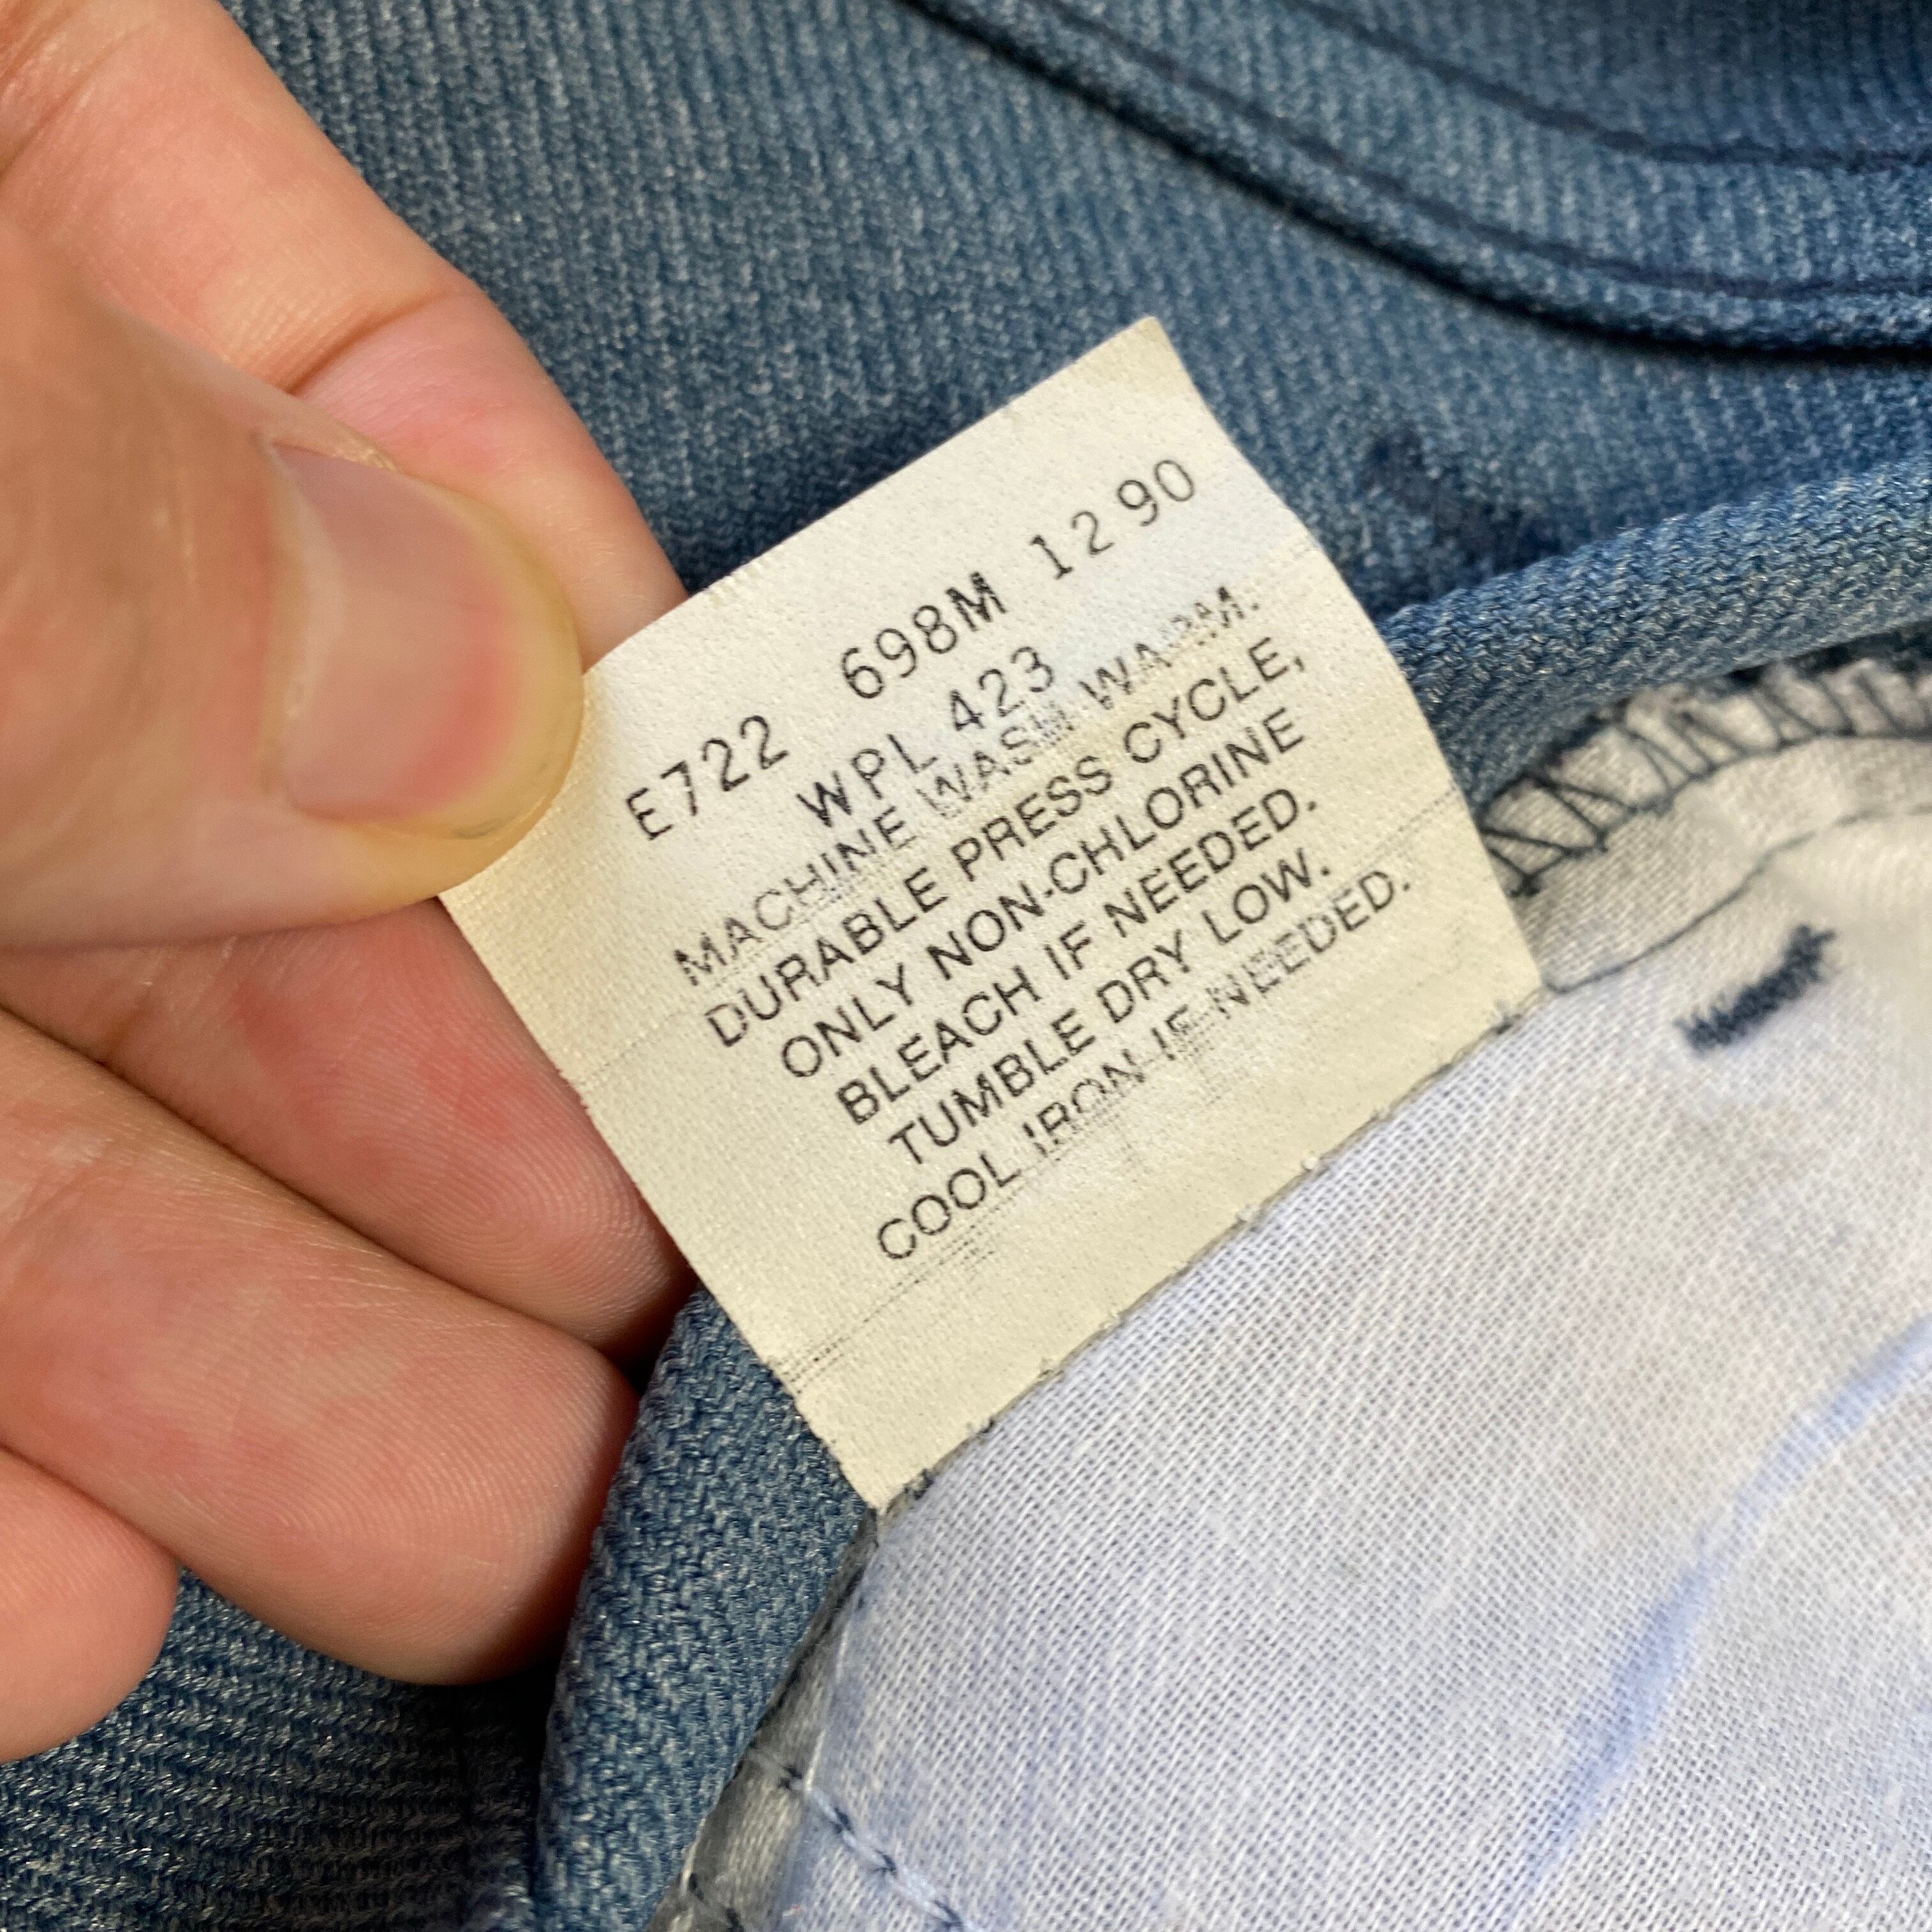 E722 698M 12 90
WPL 423
MACHINE WASH WARM.
DURABLE PRESS CYCLE,
ONLY NON-CHLORINE
BLEACH IF NEEDED.
TUMBLE DRY LOW.
COOL IRON IF NEEDED.